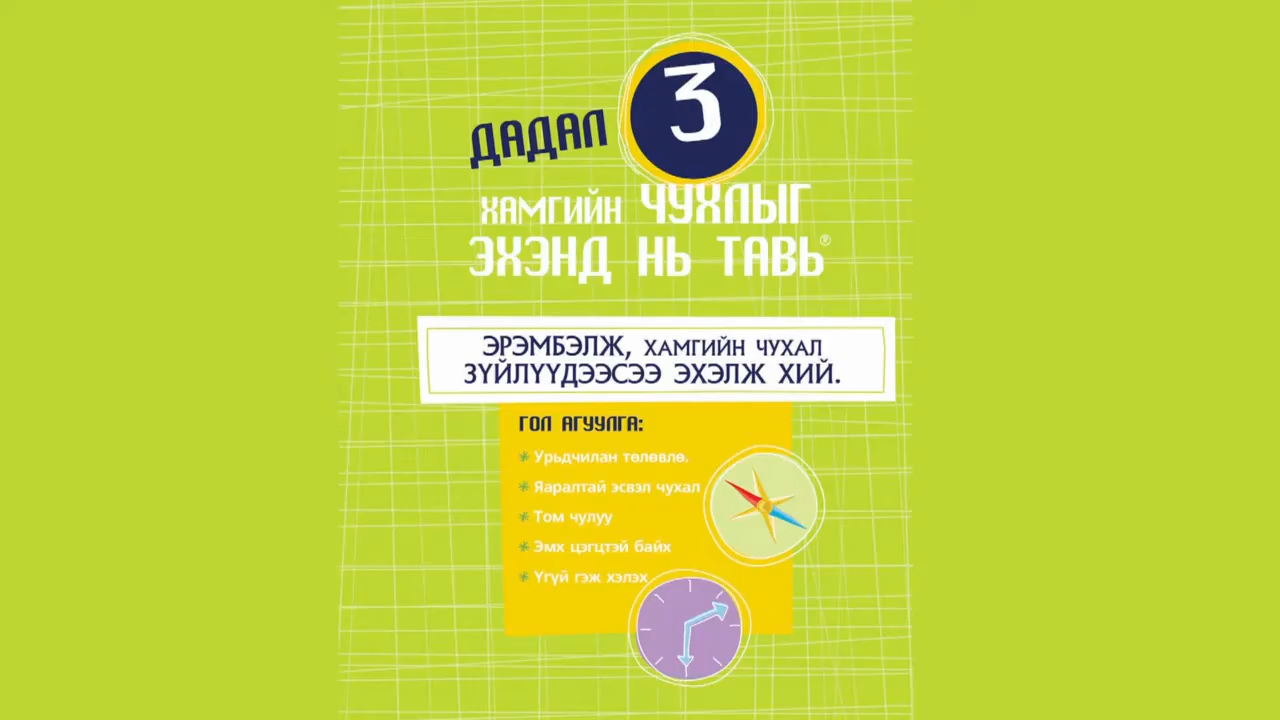 ДАДАЛ 3
ХАМГИЙН ЧУХЛЫГ
ЭХЭНД НЬ ТАВЬ®
ЭРЭМБЭЛЖ, ХАМГИЙН ЧУХАЛ
ЗҮЙЛҮҮДЭЭСЭЭ ЭХЭЛЖ ХИЙ.
ГОЛ АГУУЛГА:
Урьдчилан төлөвлө.
Яаралтай эсвэл чухал
Том чулуу
Эмх цэгцтэй байх
Үгүй гэж хэлэх